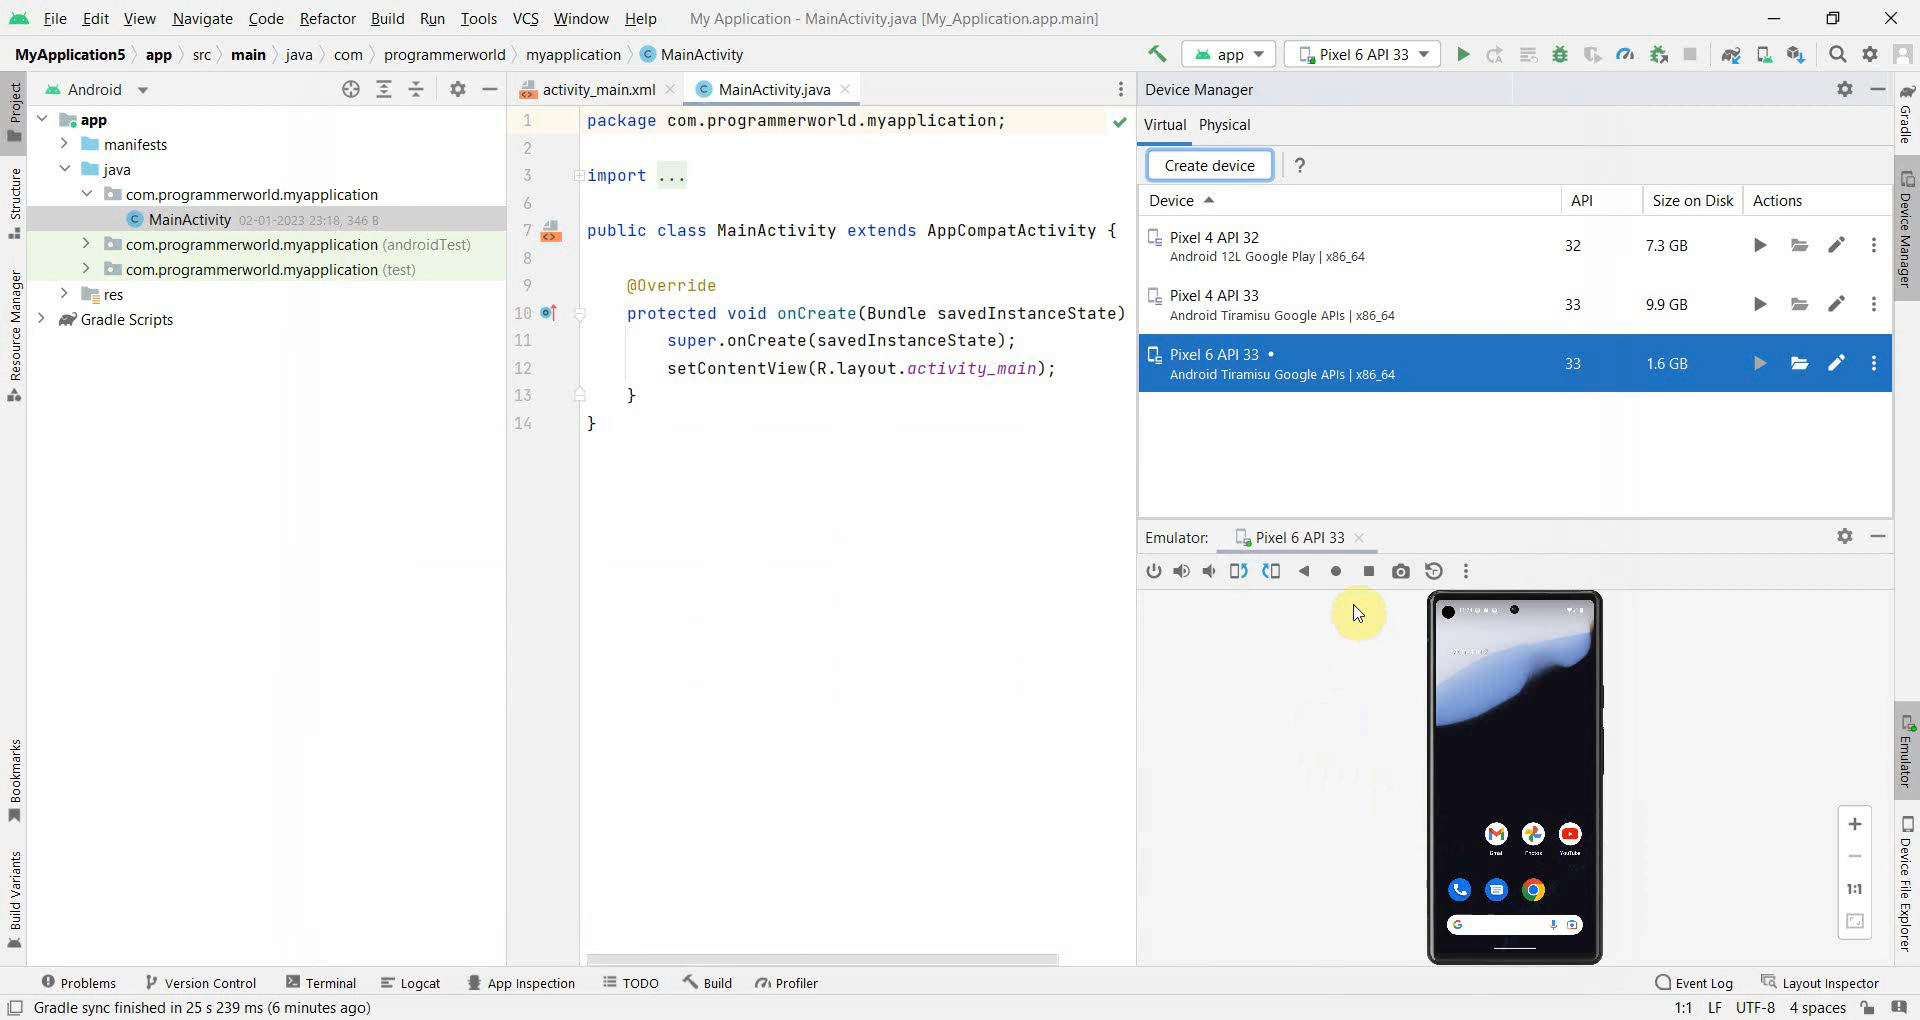 File Edit View Navigate Code Refactor Build Run Tools VCS Window Help My Application - MainActivity.java [My_Application.app.main]
MyApplication5 app src main java com programmerworld myapplication MainActivity app Pixel 6 API 33
Project
Structure
Resource Manager
Bookmarks
Build Variants
Android
app
manifests
java
com.programmerworld.myapplication
MainActivity 02-01-2023 23:18, 346 B
com.programmerworld.myapplication (androidTest)
com.programmerworld.myapplication (test)
res
Gradle Scripts
activity_main.xml MainActivity.java
1 package com.programmerworld.myapplication;
2
3 import ...
6
7 public class MainActivity extends AppCompatActivity {
8
9 @Override
10 protected void onCreate(Bundle savedInstanceState)
11 super.onCreate(savedInstanceState);
12 setContentView(R.layout.activity_main);
13 }
14 }
Device Manager
Virtual Physical
Create device ?
Device API Size on Disk Actions
Pixel 4 API 32 32 7.3 GB
Android 12L Google Play | x86_64
Pixel 4 API 33 33 9.9 GB
Android Tiramisu Google APIs | x86_64
Pixel 6 API 33 • 33 1.6 GB
Android Tiramisu Google APIs | x86_64
Emulator: Pixel 6 API 33
Gmail Photos YouTube
1:1
Gradle
Device Manager
Emulator
Device File Explorer
Problems Version Control Terminal Logcat App Inspection TODO Build Profiler Event Log Layout Inspector
Gradle sync finished in 25 s 239 ms (6 minutes ago) 1:1 LF UTF-8 4 spaces